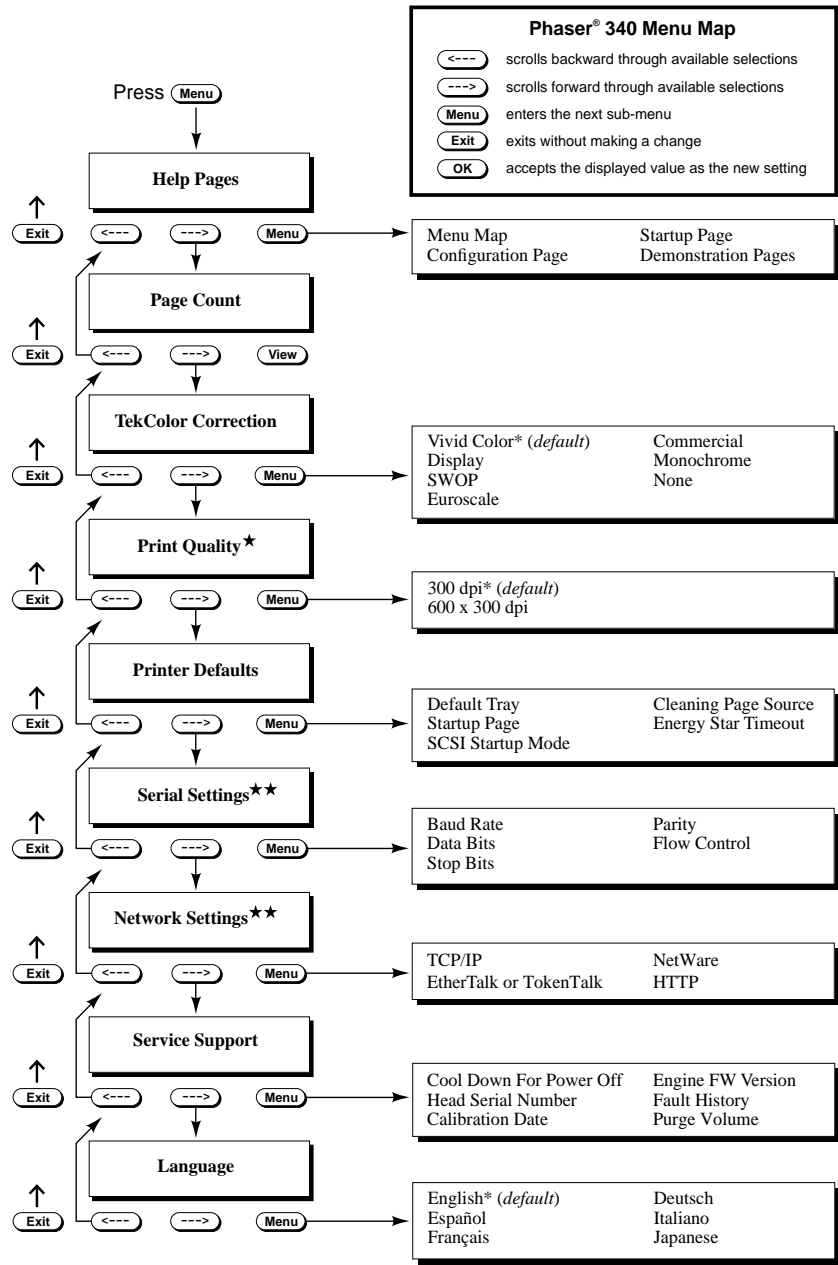 Phaser® 340 Menu Map
<--- scrolls backward through available selections
---> scrolls forward through available selections
Menu enters the next sub-menu
Exit exits without making a change
OK accepts the displayed value as the new setting
Press Menu
Help Pages
Exit <--- ---> Menu
Menu Map Startup Page
Configuration Page Demonstration Pages
Page Count
Exit <--- ---> View
TekColor Correction
Exit <--- ---> Menu
Vivid Color* (default) Commercial
Display Monochrome
SWOP None
Euroscale
Print Quality★
Exit <--- ---> Menu
300 dpi* (default)
600 x 300 dpi
Printer Defaults
Exit <--- ---> Menu
Default Tray Cleaning Page Source
Startup Page Energy Star Timeout
SCSI Startup Mode
Serial Settings★★
Exit <--- ---> Menu
Baud Rate Parity
Data Bits Flow Control
Stop Bits
Network Settings★★
Exit <--- ---> Menu
TCP/IP NetWare
EtherTalk or TokenTalk HTTP
Service Support
Exit <--- ---> Menu
Cool Down For Power Off Engine FW Version
Head Serial Number Fault History
Calibration Date Purge Volume
Language
Exit <--- ---> Menu
English* (default) Deutsch
Español Italiano
Français Japanese